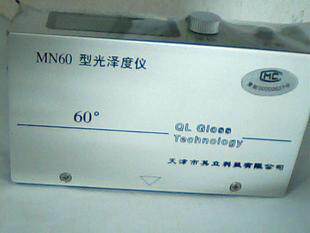 MN60 型光泽度仪
MC
60°
QL Gloss
Technology
天津市其立科技有限公司